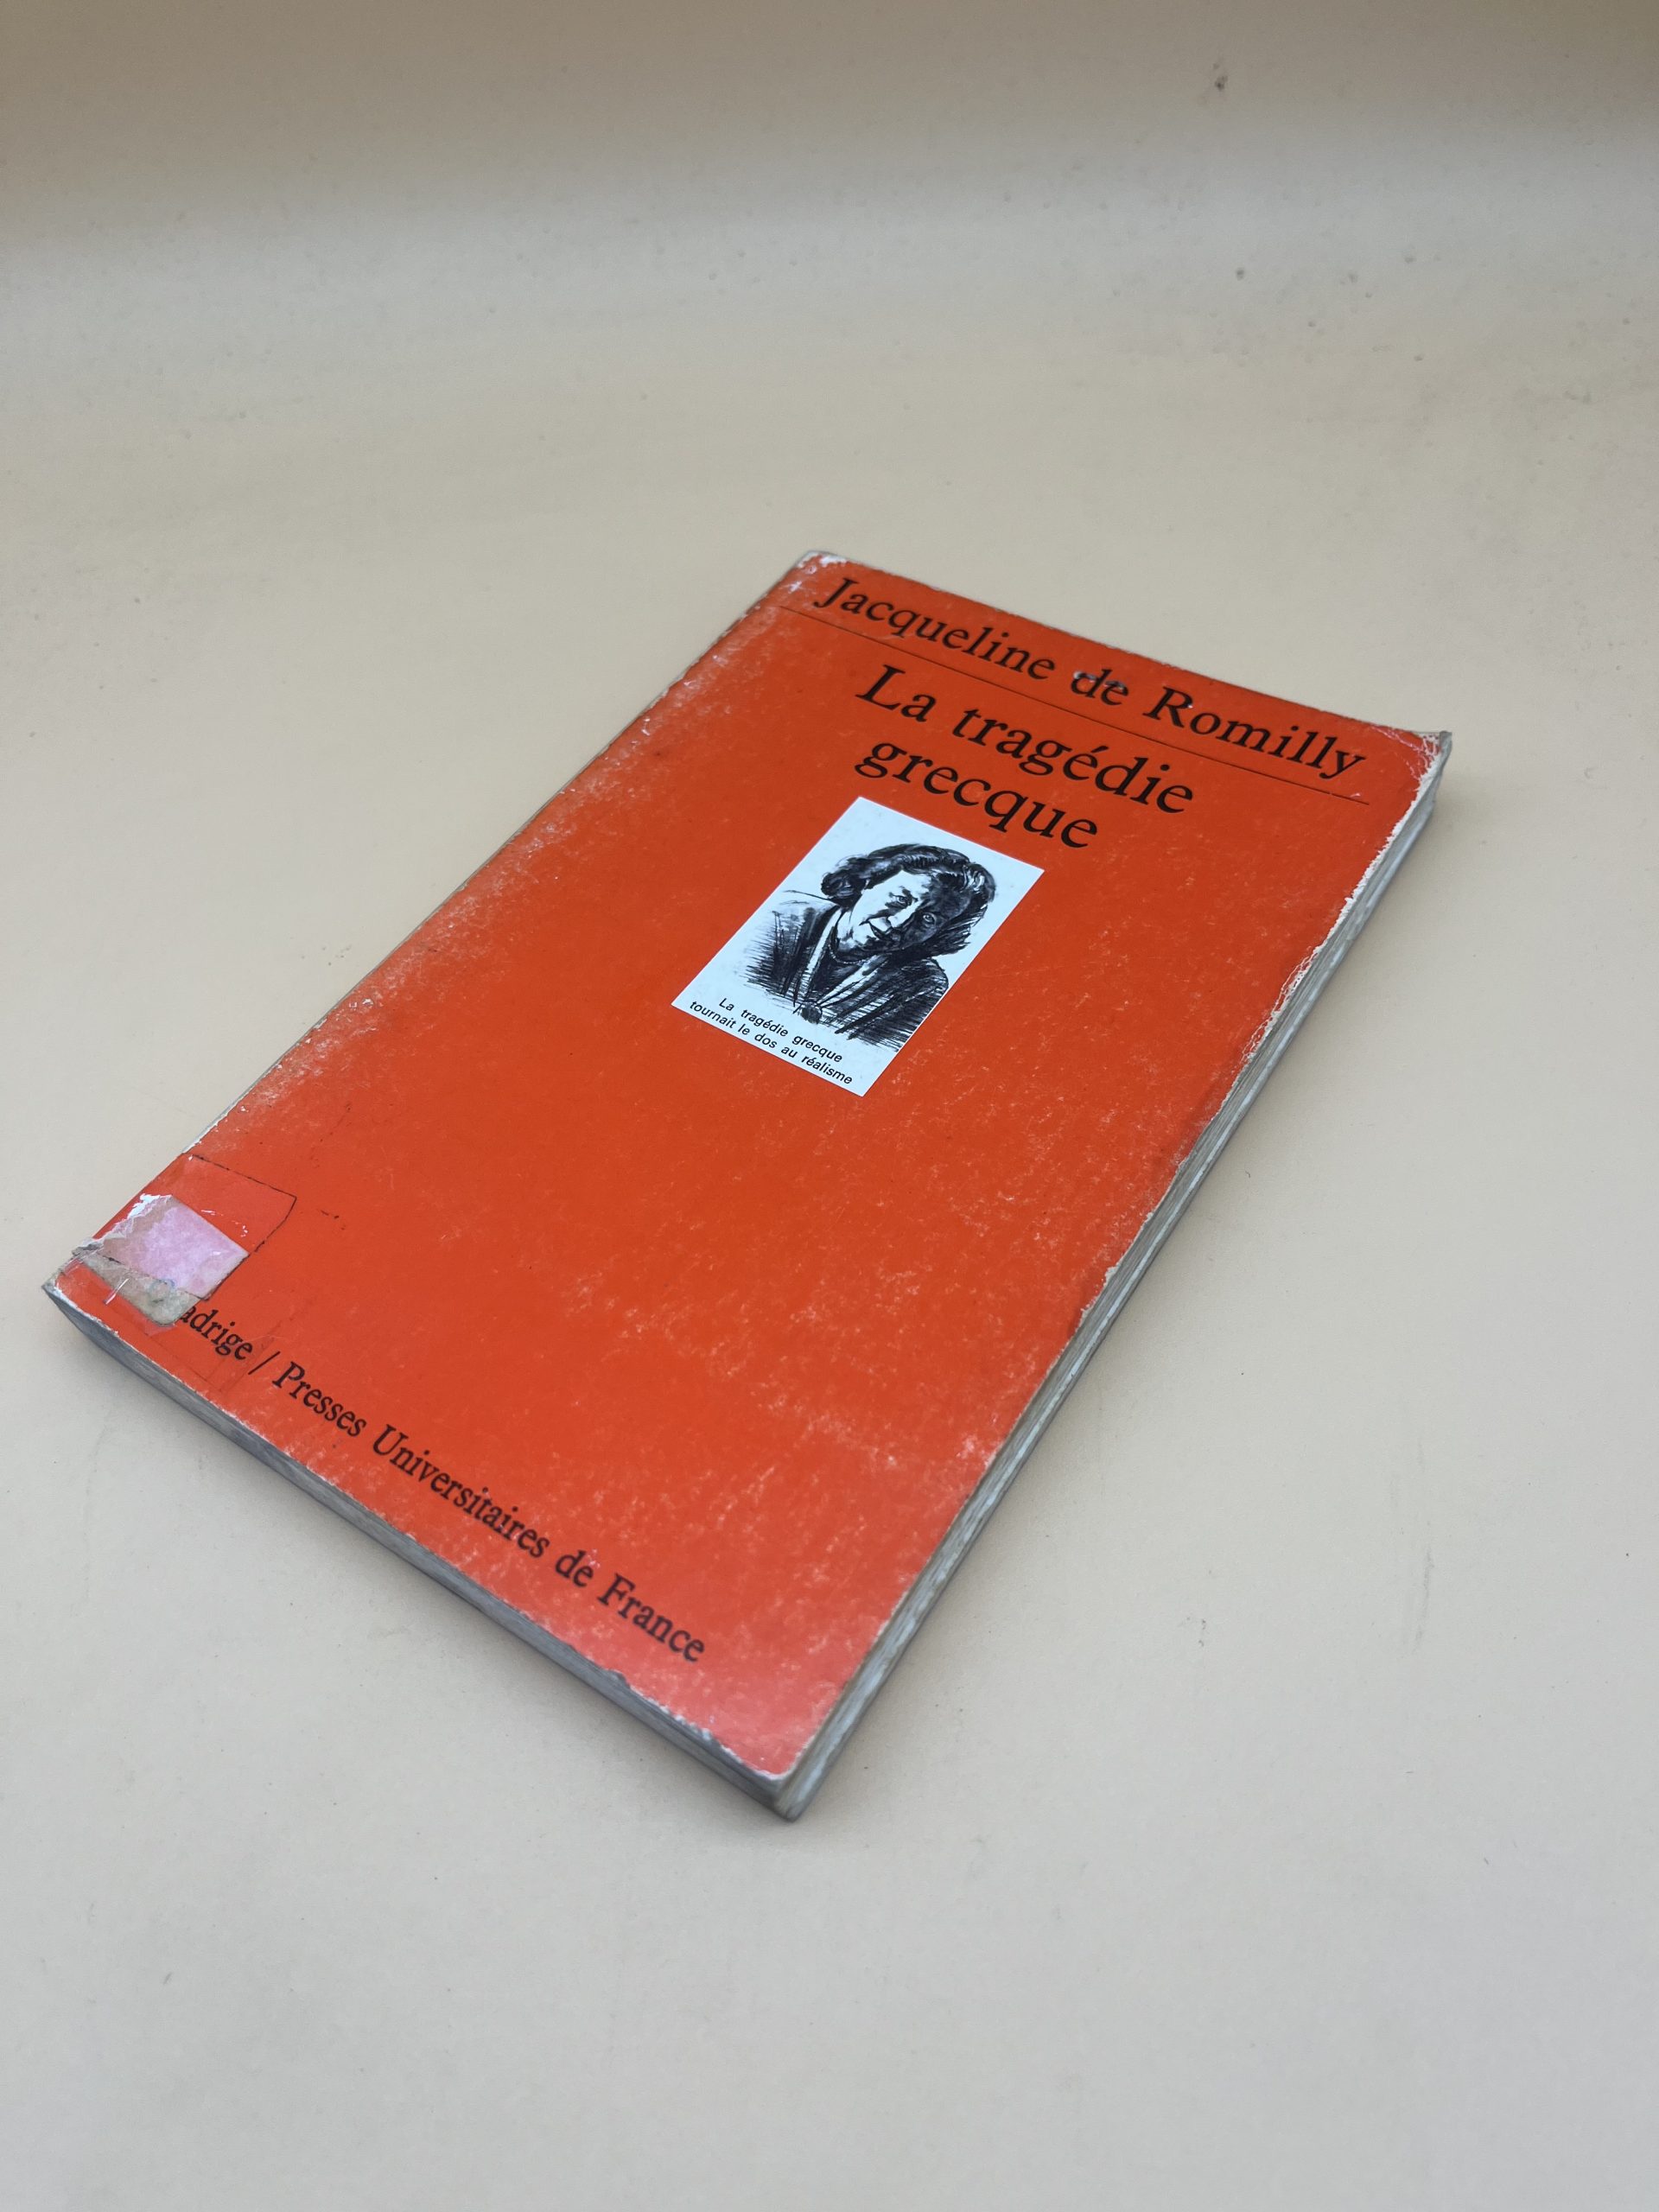 Jacqueline de Romilly
La tragédie
grecque
La tragédie grecque
tournait le dos au réalisme
adrige / Presses Universitaires de France